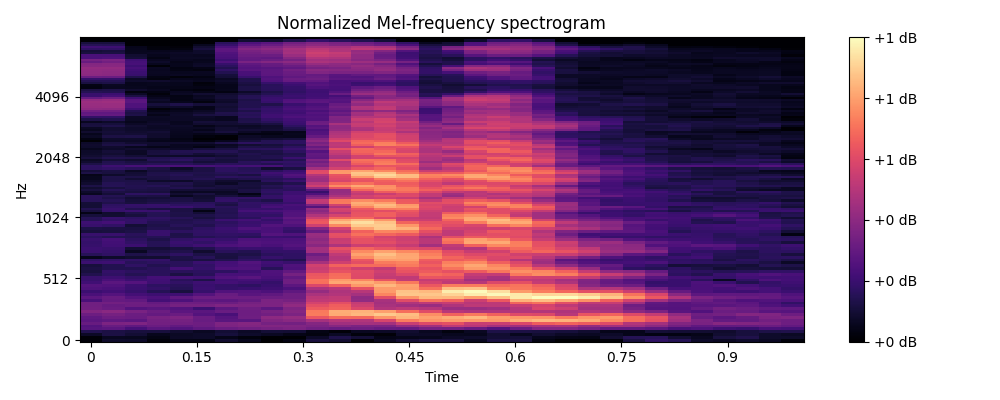 Normalized Mel-frequency spectrogram
Hz
4096
2048
1024
512
0
0 0.15 0.3 0.45 0.6 0.75 0.9
Time
+1 dB
+1 dB
+1 dB
+0 dB
+0 dB
+0 dB